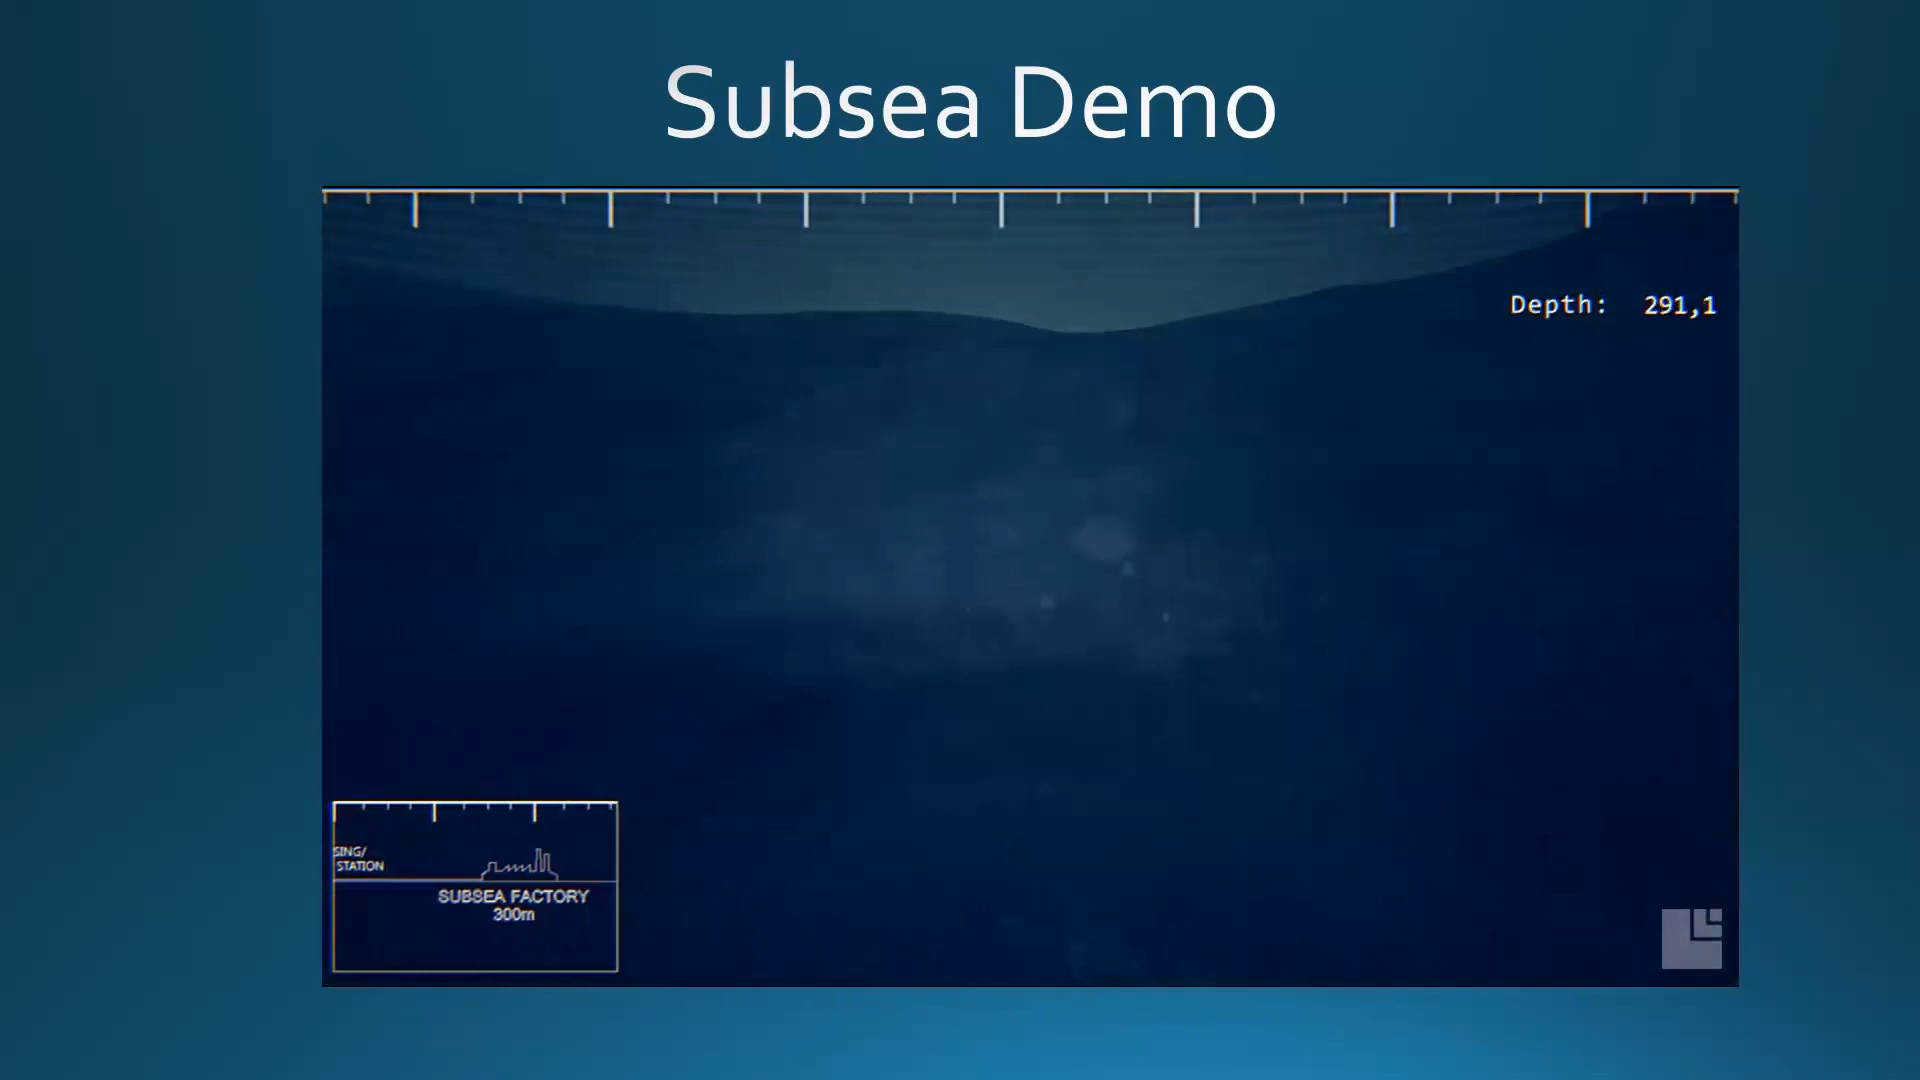 Subsea Demo
Depth: 291,1
SING/
STATION
SUBSEA FACTORY
300m